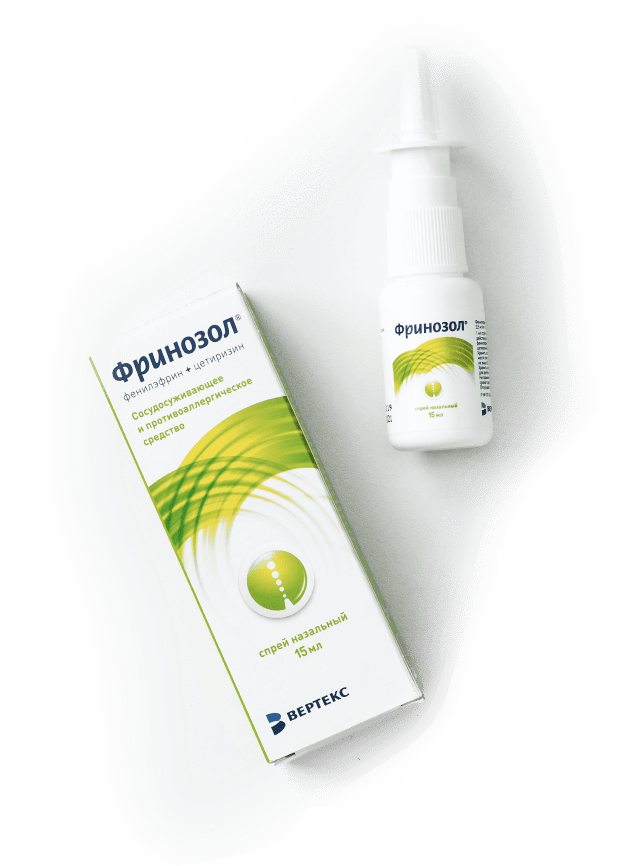 Фринозол®
фенилэфрин + цетиризин
Сосудосуживающее
и противоаллергическое
средство
спрей назальный
15 мл
ВЕРТЕКС
Фринозол®
спрей назальный
15 мл